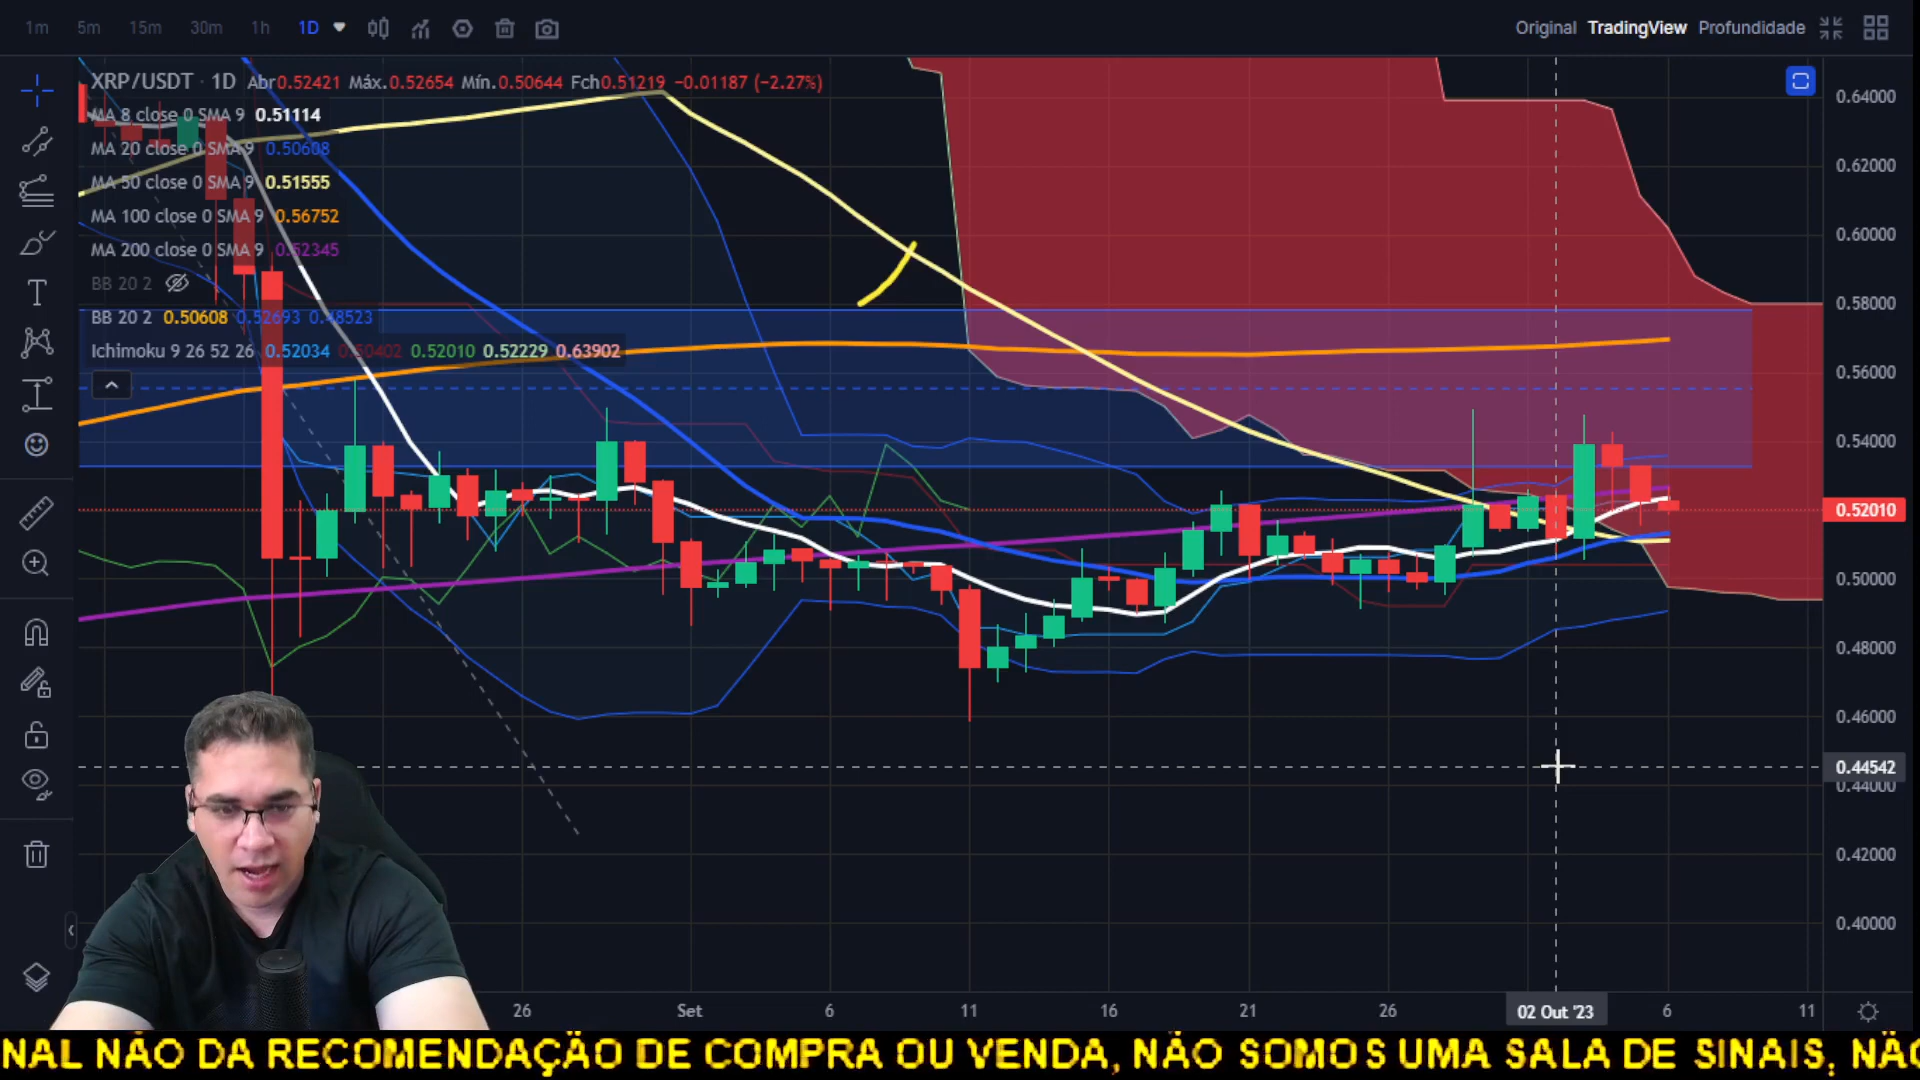 1m 5m 15m 30m 1h 1D Original TradingView Profundidade
XRP/USDT · 1D Abr0.52421 Máx.0.52654 Mín.0.50644 Fch0.51219 −0.01187 (−2.27%)
MA 8 close 0 SMA 9 0.51114
MA 20 close 0 SMA 9 0.50608
MA 50 close 0 SMA 9 0.51555
MA 100 close 0 SMA 9 0.56752
MA 200 close 0 SMA 9 0.52345
BB 20 2
BB 20 2 0.50608 0.52693 0.48523
Ichimoku 9 26 52 26 0.52034 0.50402 0.52010 0.52229 0.63902
0.64000
0.62000
0.60000
0.58000
0.56000
0.54000
0.52010
0.50000
0.48000
0.46000
0.44542
0.44000
0.42000
0.40000
26 Set 6 11 16 21 26 02 Out '23 6 11
NAL NÃO DA RECOMENDAÇÃO DE COMPRA OU VENDA, NÃO SOMOS UMA SALA DE SINAIS, NÃO